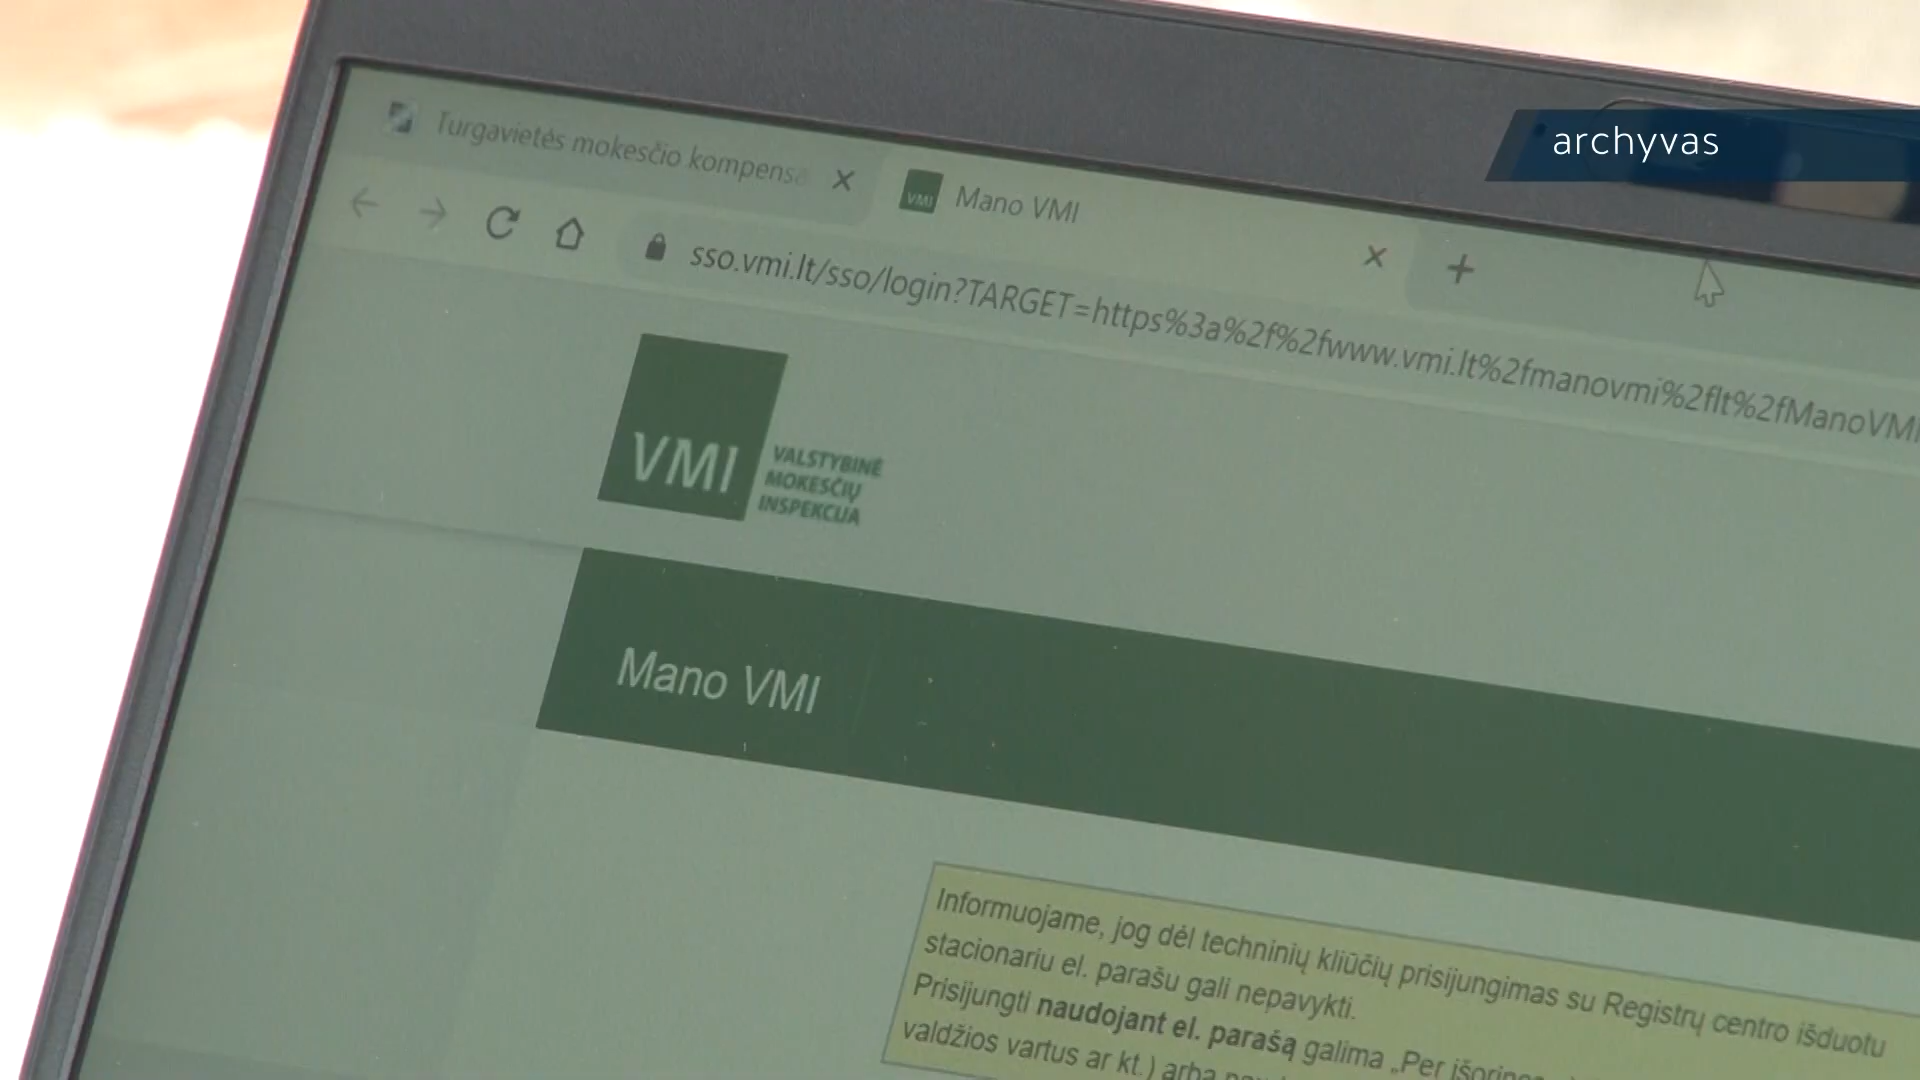 archyvas
Turgavietės mokesčio kompensa
Mano VMI
sso.vmi.lt/sso/login?TARGET=https%3a%2f%2fwww.vmi.lt%2fmanovmi%2flt%2fManoVMI
VMI
VALSTYBINĖ
MOKESČIŲ
INSPEKCIJA
Mano VMI
Informuojame, jog dėl techninių kliūčių prisijungimas su Registrų centro išduotu
stacionariu el. parašu gali nepavykti.
Prisijungti naudojant el. parašą galima „Per
valdžios vartus ar kt.) arba